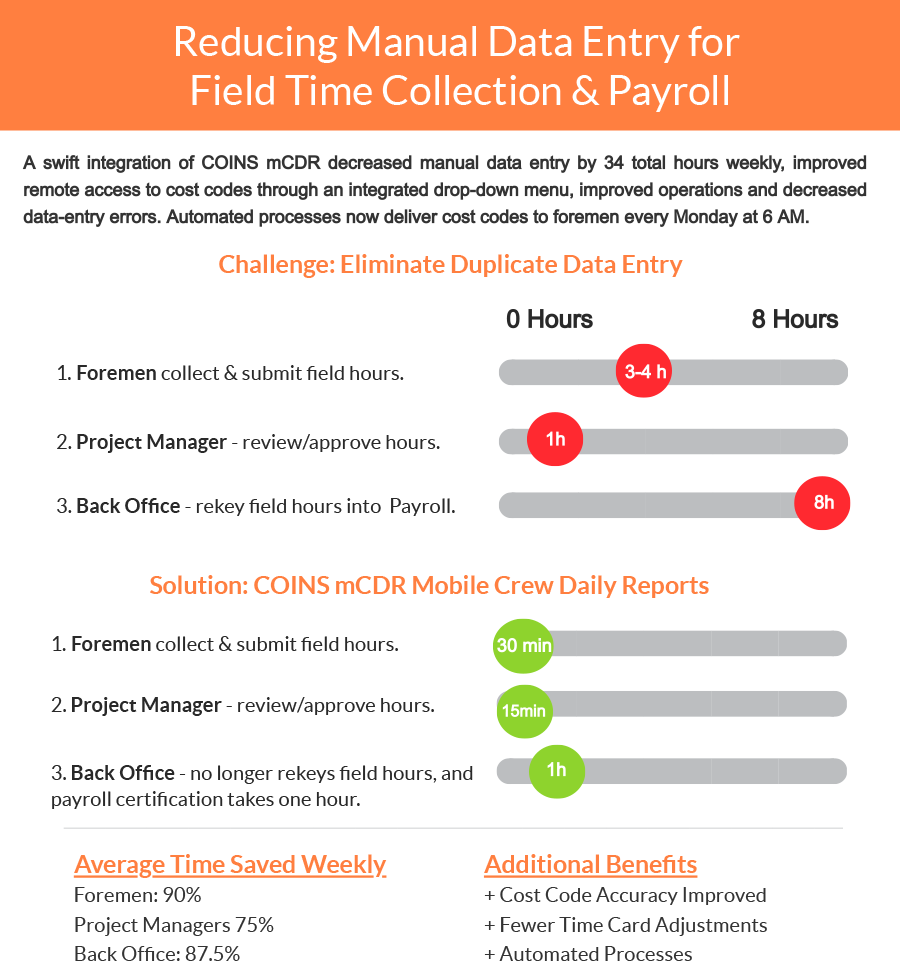 Reducing Manual Data Entry for
Field Time Collection & Payroll
A swift integration of COINS mCDR decreased manual data entry by 34 total hours weekly, improved
remote access to cost codes through an integrated drop-down menu, improved operations and decreased
data-entry errors. Automated processes now deliver cost codes to foremen every Monday at 6 AM.
Challenge: Eliminate Duplicate Data Entry
0 Hours 8 Hours
1. Foremen collect & submit field hours. 3-4 h
2. Project Manager - review/approve hours. 1h
3. Back Office - rekey field hours into Payroll. 8h
Solution: COINS mCDR Mobile Crew Daily Reports
1. Foremen collect & submit field hours. 30 min
2. Project Manager - review/approve hours. 15min
3. Back Office - no longer rekeys field hours, and 1h
payroll certification takes one hour.
Average Time Saved Weekly
Foremen: 90%
Project Managers 75%
Back Office: 87.5%
Additional Benefits
+ Cost Code Accuracy Improved
+ Fewer Time Card Adjustments
+ Automated Processes